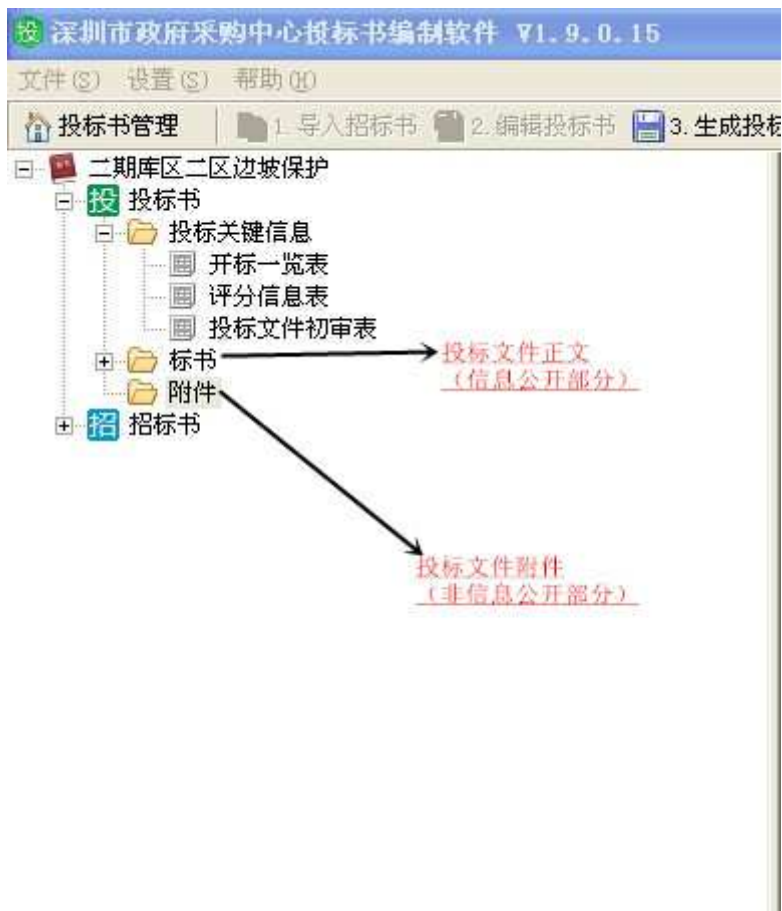 投 深圳市政府采购中心投标书编制软件 V1.9.0.15
文件(S) 设置(S) 帮助(H)
投标书管理 1.导入招标书 2.编辑投标书 3.生成投标
二期库区二区边坡保护
投 投标书
投标关键信息
开标一览表
评分信息表
投标文件初审表
标书
投标文件正文
(信息公开部分)
附件
招 招标书
投标文件附件
(非信息公开部分)